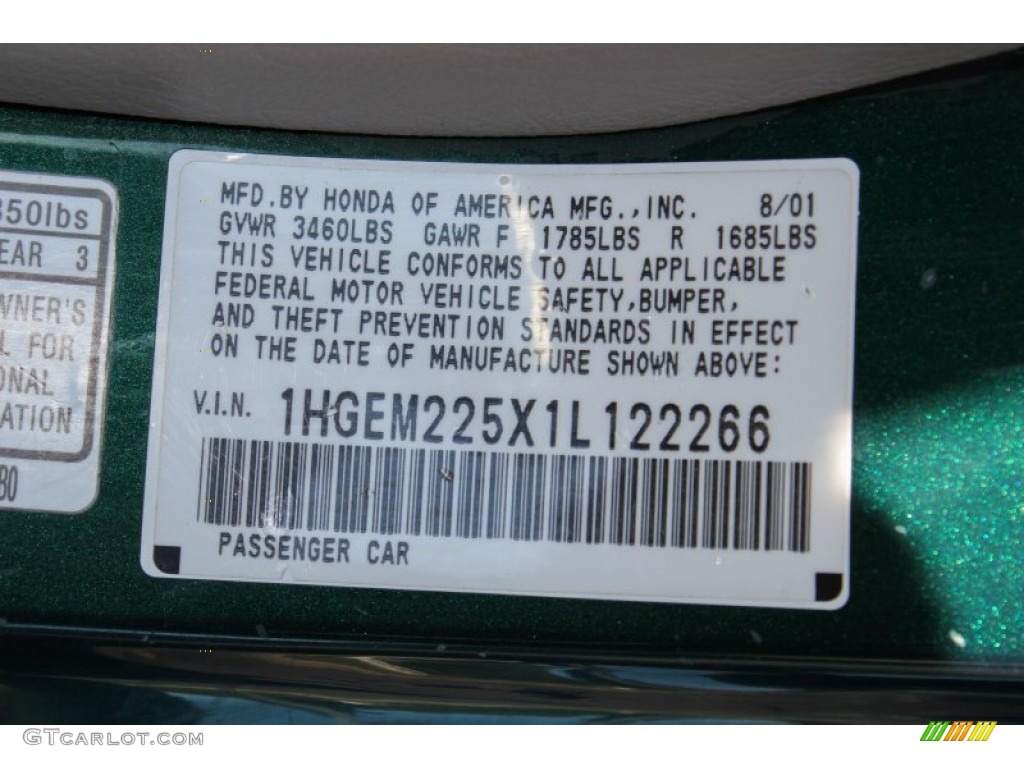 350lbs
EAR 3
WNER'S
FOR
ONAL
ATION
B0
MFD.BY HONDA OF AMERICA MFG.,INC. 8/01
GVWR 3460LBS GAWR F 1785LBS R 1685LBS
THIS VEHICLE CONFORMS TO ALL APPLICABLE
FEDERAL MOTOR VEHICLE SAFETY,BUMPER,
AND THEFT PREVENTION STANDARDS IN EFFECT
ON THE DATE OF MANUFACTURE SHOWN ABOVE:
V.I.N. 1HGEM225X1L122266
PASSENGER CAR
GTCARLOT.COM